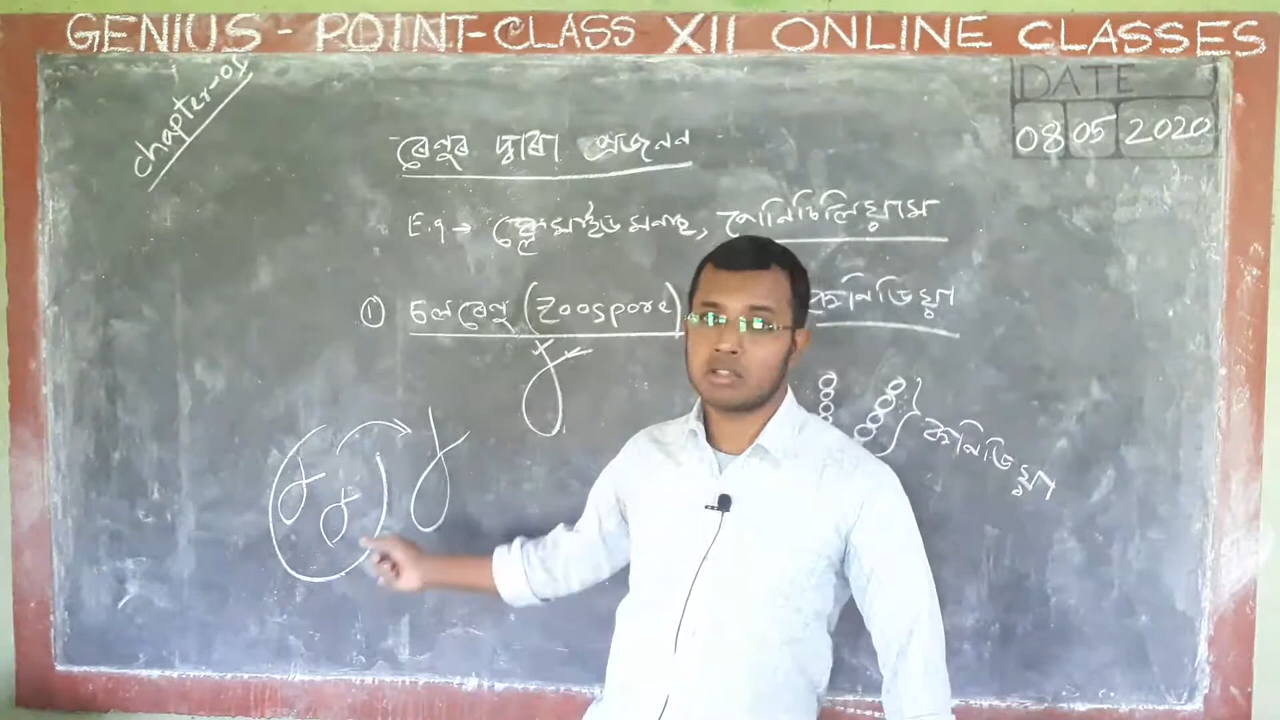 GENIUS - POINT-CLASS XII ONLINE CLASSES
chapter-01
DATE
08 05 2020
ৰেণুৰ দ্বাৰা প্ৰজনন
E.g → ক্লেমাইডমনাছ, পেনিচিলিয়াম
① চলৰেণু (Zoospore)
কনিডিয়া
কনিডিয়া